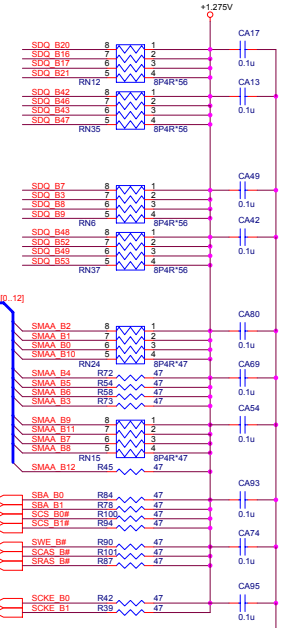 +1.275V
CA17
SDQ_B20 8 1
SDQ_B16 7 2
SDQ_B17 6 3
SDQ_B21 5 4
0.1u
RN12 8P4R*56
CA13
SDQ_B42 8 1
SDQ_B46 7 2
SDQ_B43 6 3
SDQ_B47 5 4
0.1u
RN35 8P4R*56
CA49
SDQ_B7 8 1
SDQ_B3 7 2
SDQ_B8 6 3
SDQ_B9 5 4
0.1u
RN6 8P4R*56
CA42
SDQ_B48 8 1
SDQ_B52 7 2
SDQ_B49 6 3
SDQ_B53 5 4
0.1u
RN37 8P4R*56
[0..12]
CA80
SMAA_B2 8 1
SMAA_B1 7 2
SMAA_B0 6 3
SMAA_B10 5 4
0.1u
RN24 8P4R*47
CA69
SMAA_B4 R72 47
SMAA_B5 R54 47
SMAA_B6 R58 47
SMAA_B3 R73 47
0.1u
CA54
SMAA_B9 8 1
SMAA_B11 7 2
SMAA_B7 6 3
SMAA_B8 5 4
0.1u
RN15 8P4R*47
SMAA_B12 R45 47
CA93
SBA_B0 R84 47
SBA_B1 R78 47
SCS_B0# R100 47
SCS_B1# R94 47
0.1u
CA74
SWE_B# R90 47
SCAS_B# R101 47
SRAS_B# R87 47
0.1u
CA95
SCKE_B0 R42 47
SCKE_B1 R39 47
0.1u